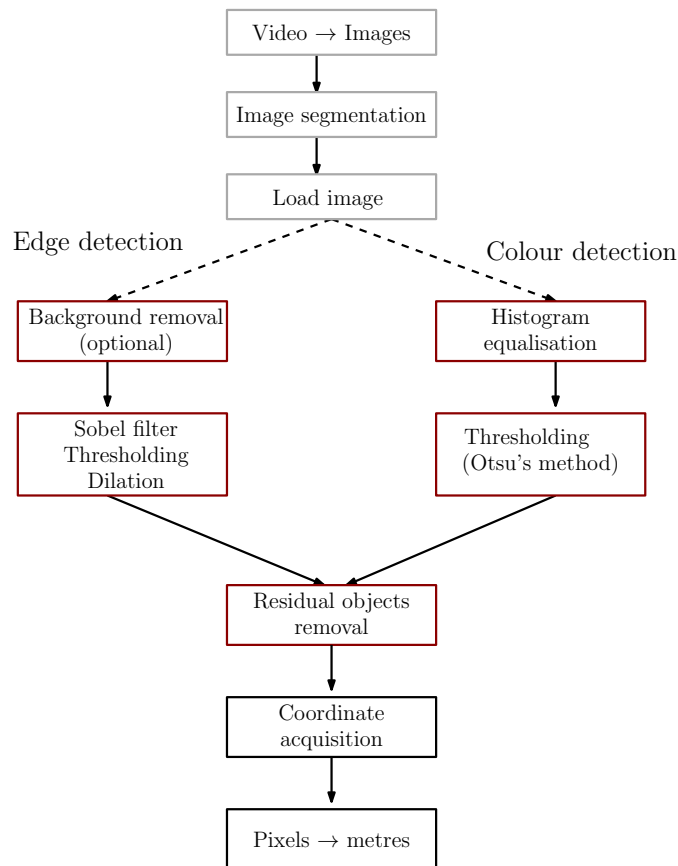 Video → Images
Image segmentation
Load image
Edge detection
Colour detection
Background removal
(optional)
Histogram
equalisation
Sobel filter
Thresholding
Dilation
Thresholding
(Otsu's method)
Residual objects
removal
Coordinate
acquisition
Pixels → metres